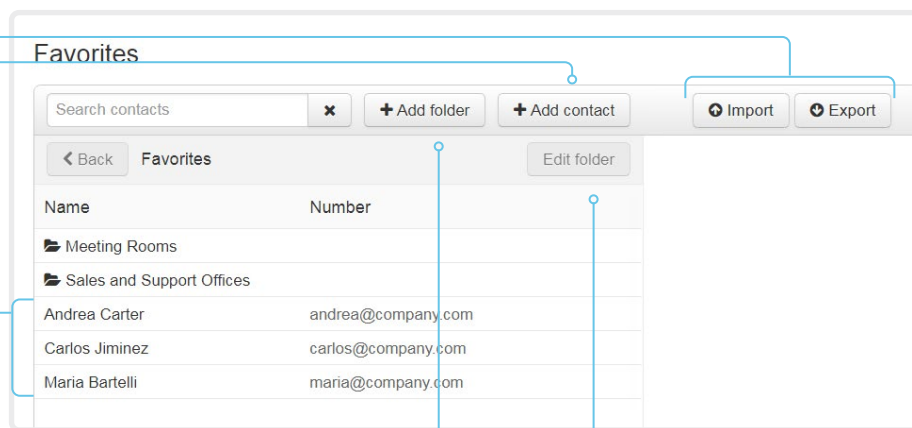 Favorites
Search contacts Add folder Add contact Import Export
Back Favorites Edit folder
Name Number
Meeting Rooms
Sales and Support Offices
Andrea Carter andrea@company.com
Carlos Jiminez carlos@company.com
Maria Bartelli maria@company.com